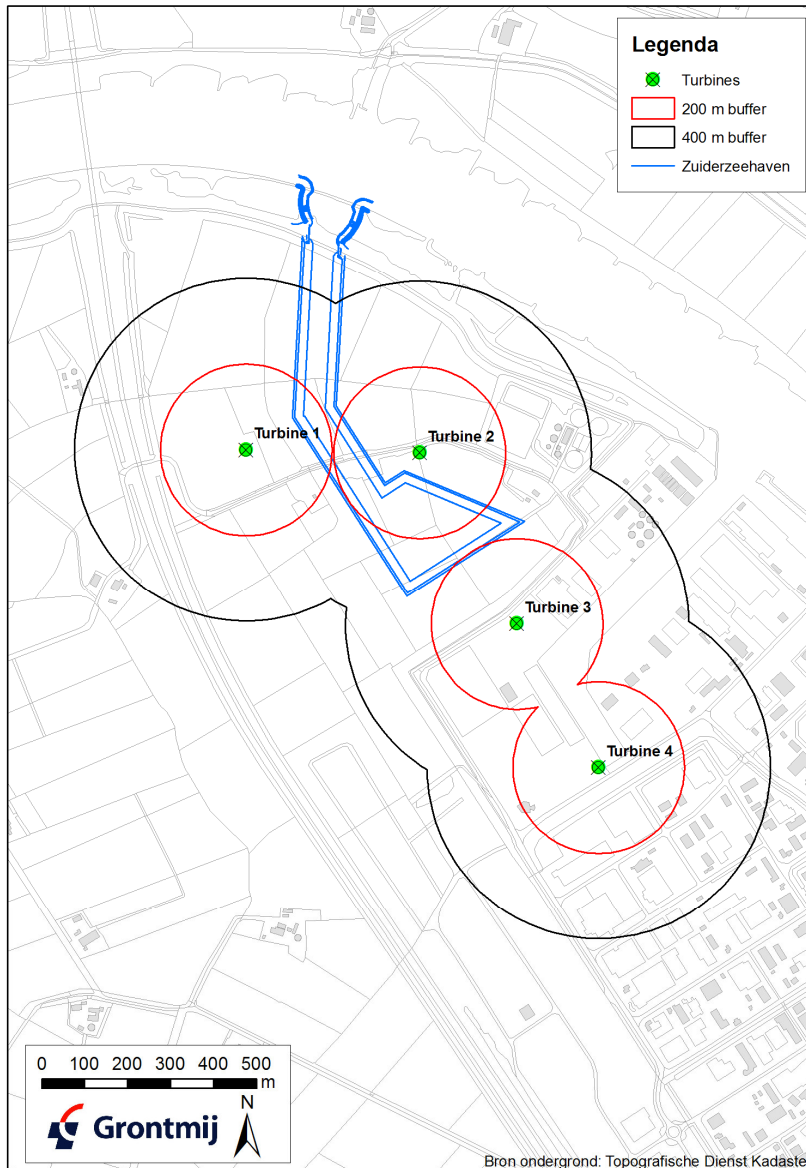 Legenda
Turbines
200 m buffer
400 m buffer
Zuiderzeehaven
Turbine 1
Turbine 2
Turbine 3
Turbine 4
0 100 200 300 400 500
m
N
Grontmij
Bron ondergrond: Topografische Dienst Kadaste